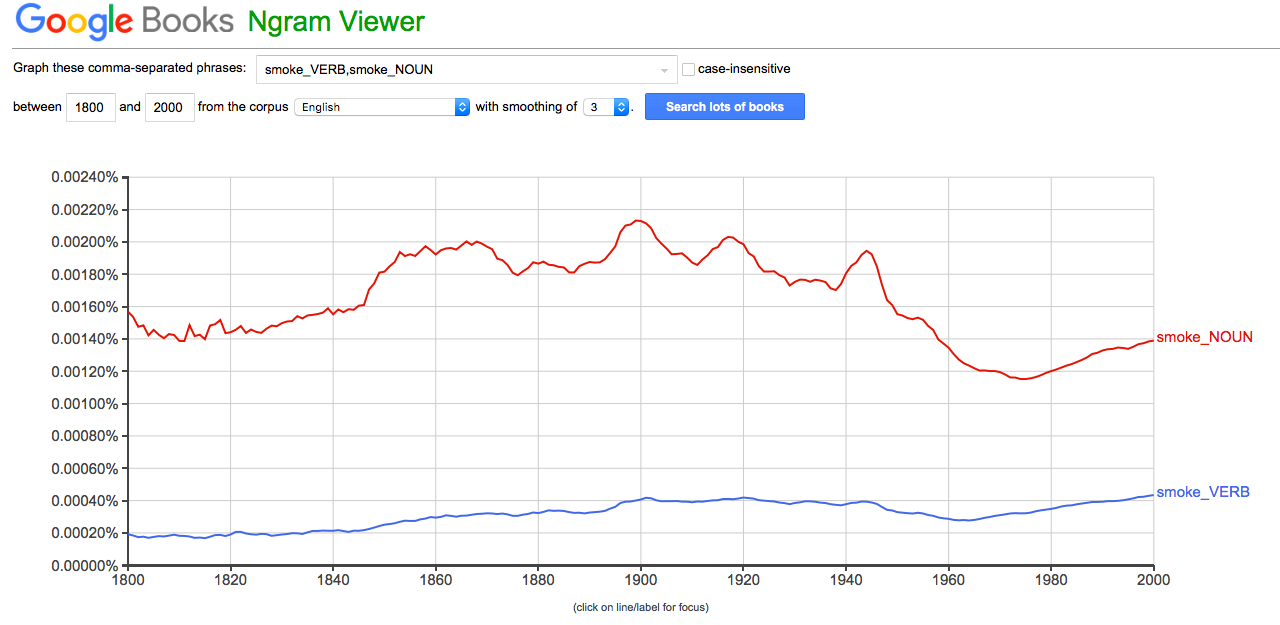 Google Books Ngram Viewer
Graph these comma-separated phrases: smoke_VERB,smoke_NOUN case-insensitive
between 1800 and 2000 from the corpus English with smoothing of 3 . Search lots of books
0.00240%
0.00220%
0.00200%
0.00180%
0.00160%
0.00140%
smoke_NOUN
0.00120%
0.00100%
0.00080%
0.00060%
0.00040%
smoke_VERB
0.00020%
0.00000%
1800 1820 1840 1860 1880 1900 1920 1940 1960 1980 2000
(click on line/label for focus)